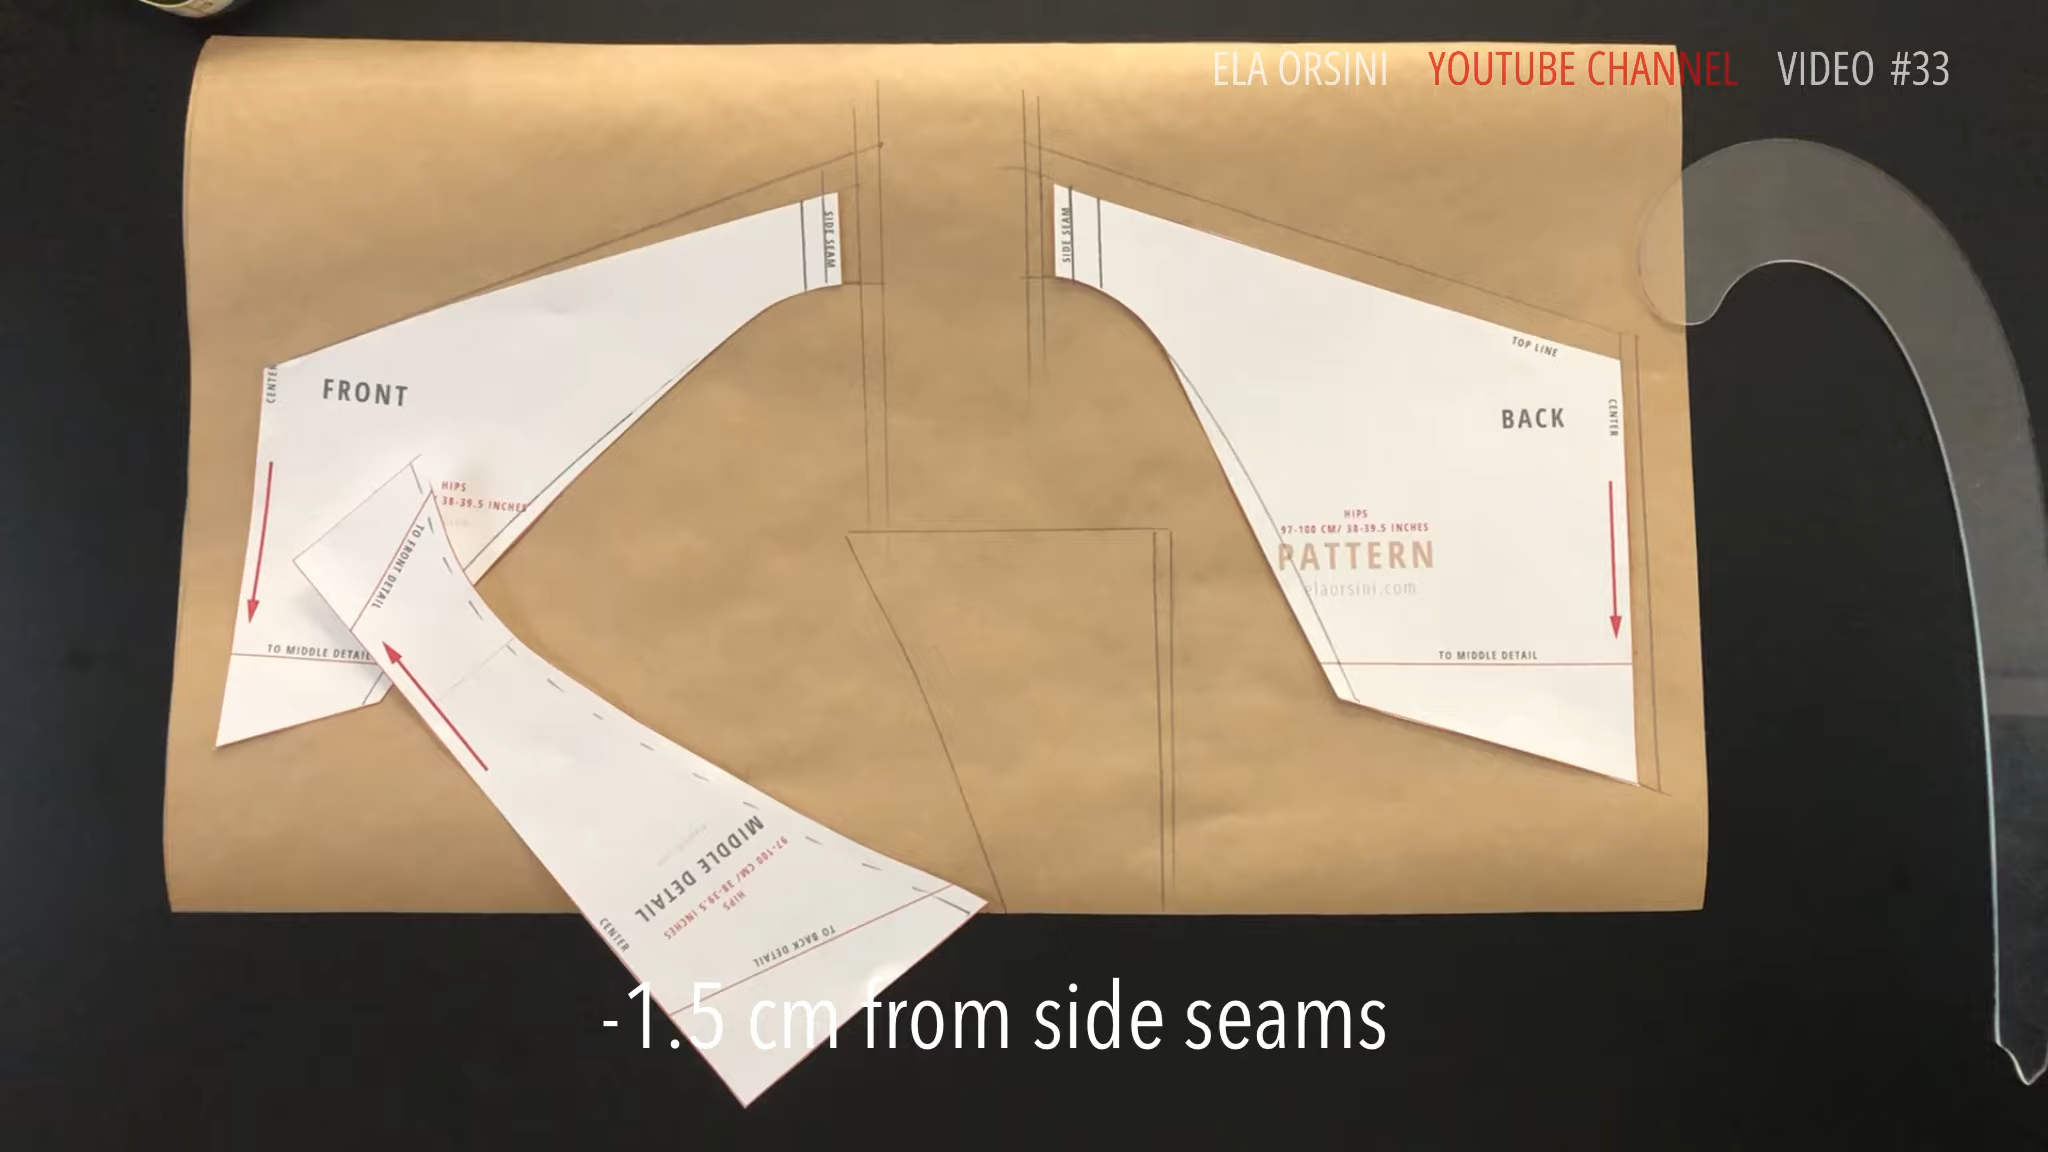 ELA ORSINI YOUTUBE CHANNEL VIDEO #33
SIDE SEAM
SIDE SEAM
TOP LINE
CENTER
FRONT
CENTER
BACK
HIPS
38-39.5 INCHES
HIPS
97-100 CM/ 38-39.5 INCHES
PATTERN
elaorsini.com
TO FRONT DETAIL
TO MIDDLE DETAIL
TO MIDDLE DETAIL
MIDDLE DETAIL
97-100 CM/ 38-39.5 INCHES
HIPS
CENTER
TO BACK DETAIL
-1.5 cm from side seams